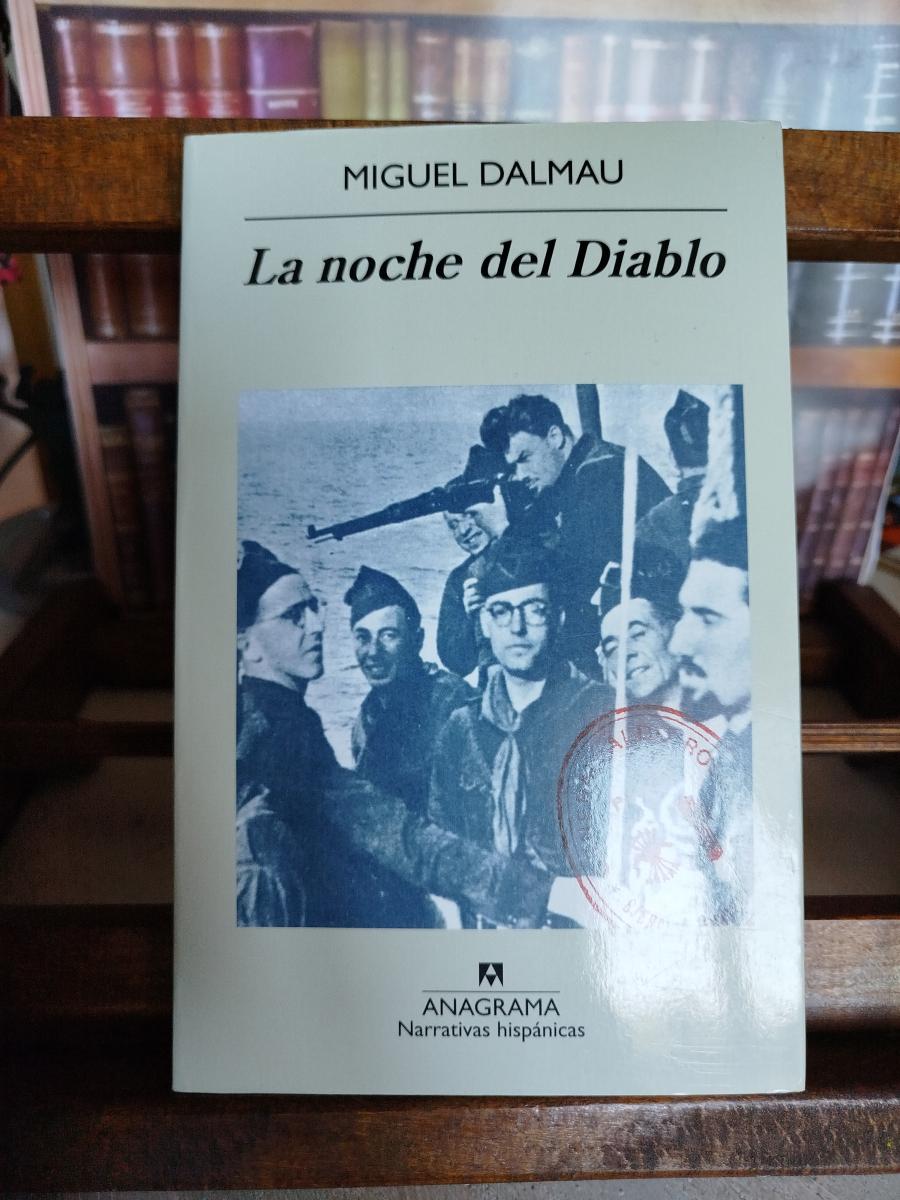 MIGUEL DALMAU
La noche del Diablo
ANAGRAMA
Narrativas hispánicas